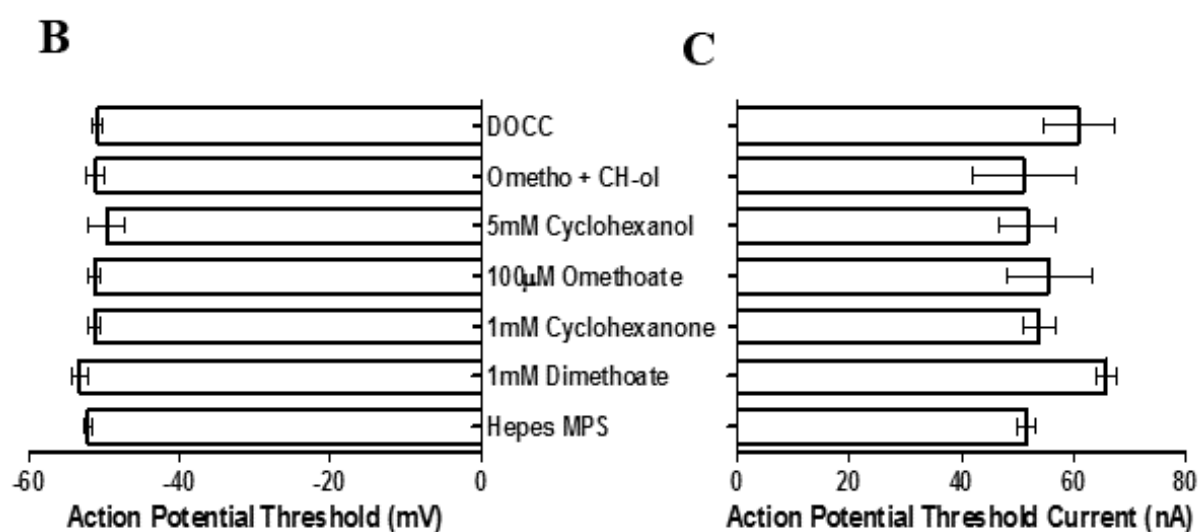 B
C
DOCC
Ometho + CH-ol
5mM Cyclohexanol
100µM Omethoate
1mM Cyclohexanone
1mM Dimethoate
Hepes MPS
-60 -40 -20 0
0 20 40 60 80
Action Potential Threshold (mV)
Action Potential Threshold Current (nA)